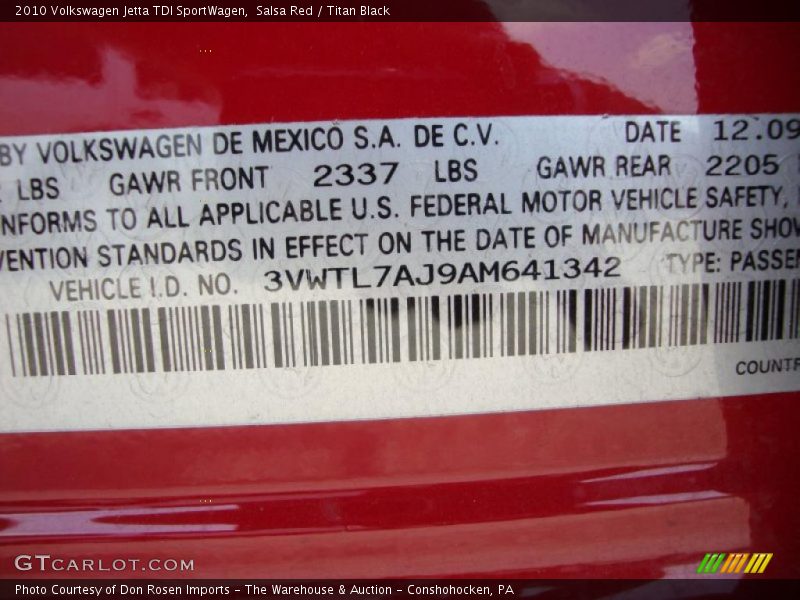 2010 Volkswagen Jetta TDI SportWagen,  Salsa Red / Titan Black
BY VOLKSWAGEN DE MEXICO S.A. DE C.V. DATE 12.09
LBS GAWR FRONT 2337 LBS GAWR REAR 2205
NFORMS TO ALL APPLICABLE U.S. FEDERAL MOTOR VEHICLE SAFETY,
VENTION STANDARDS IN EFFECT ON THE DATE OF MANUFACTURE SHOW
VEHICLE I.D. NO. 3VWTL7AJ9AM641342 TYPE: PASSEN
COUNTR
GTCARLOT.COM
Photo Courtesy of Don Rosen Imports - The Warehouse & Auction - Conshohocken, PA